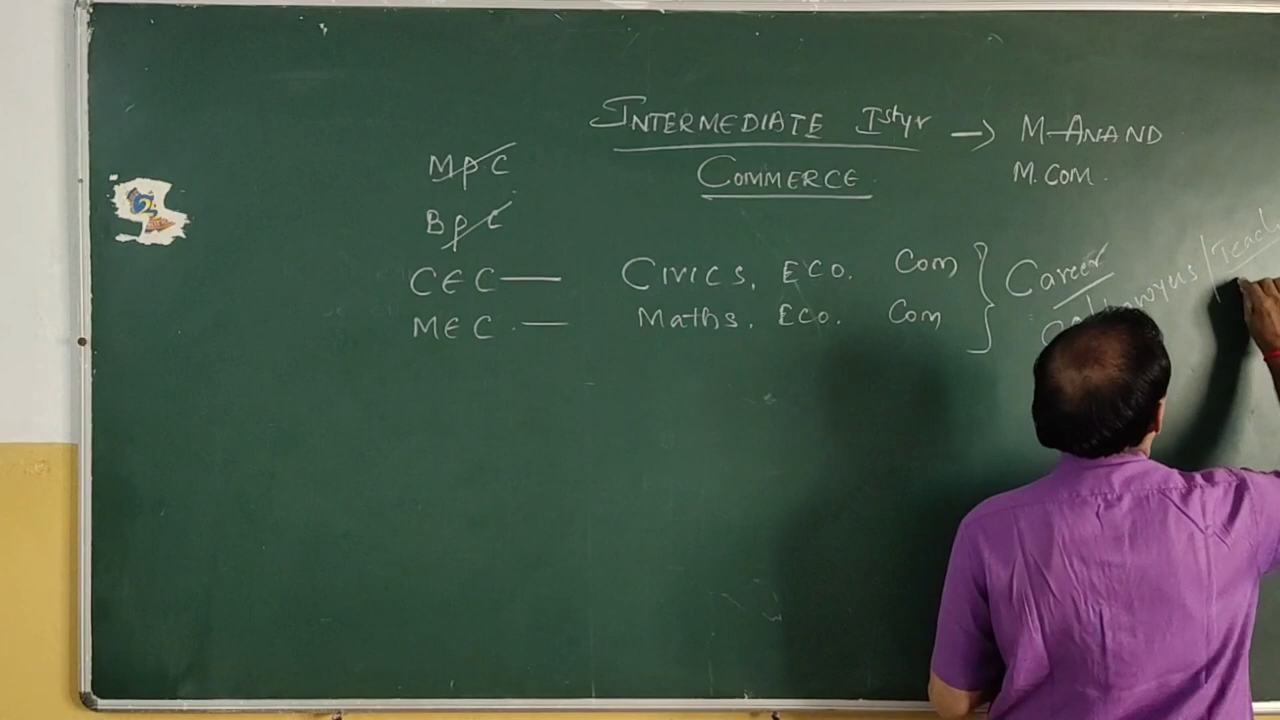 INTERMEDIATE Ist yr → M. ANAND
COMMERCE M.COM.
MPC
BPC
CEC — CIVICS, ECO. Com } Career
MEC. — Maths, ECO. Com